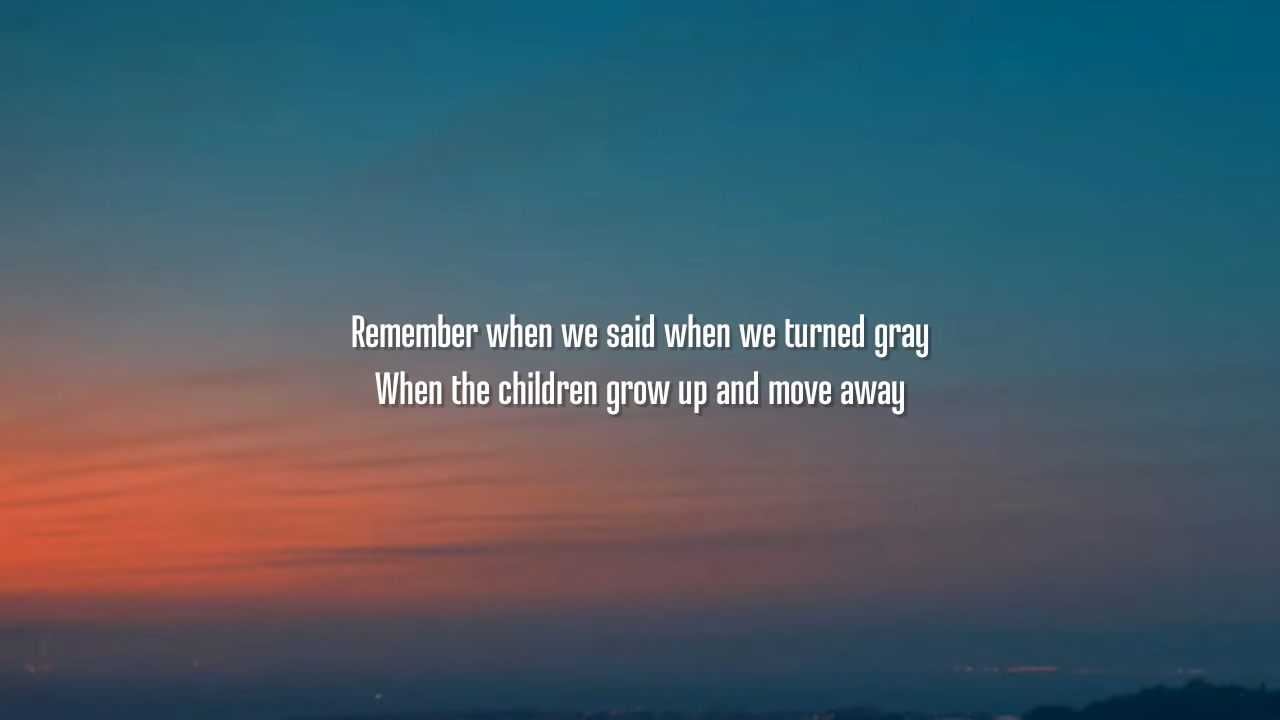 Remember when we said when we turned gray
When the children grow up and move away